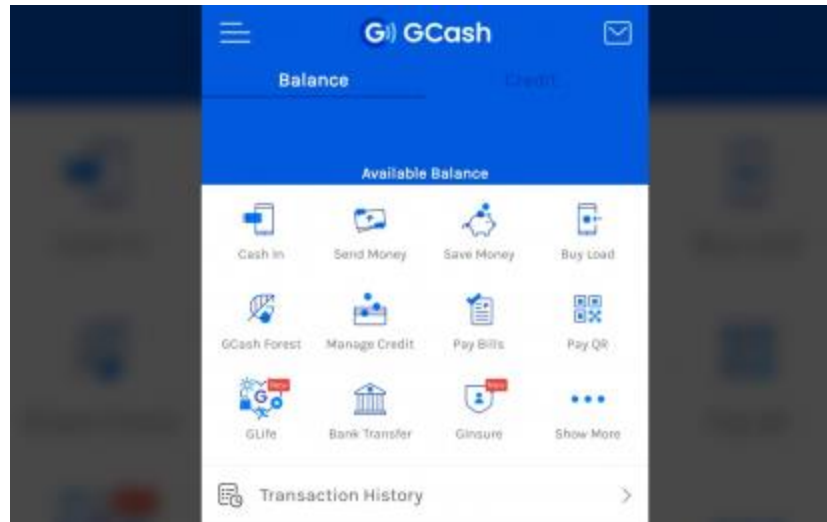 G)) GCash
Balance Credit
Available Balance
Cash In Send Money Save Money Buy Load
GCash Forest Manage Credit Pay Bills Pay QR
New New
GLife Bank Transfer GInsure Show More
Transaction History